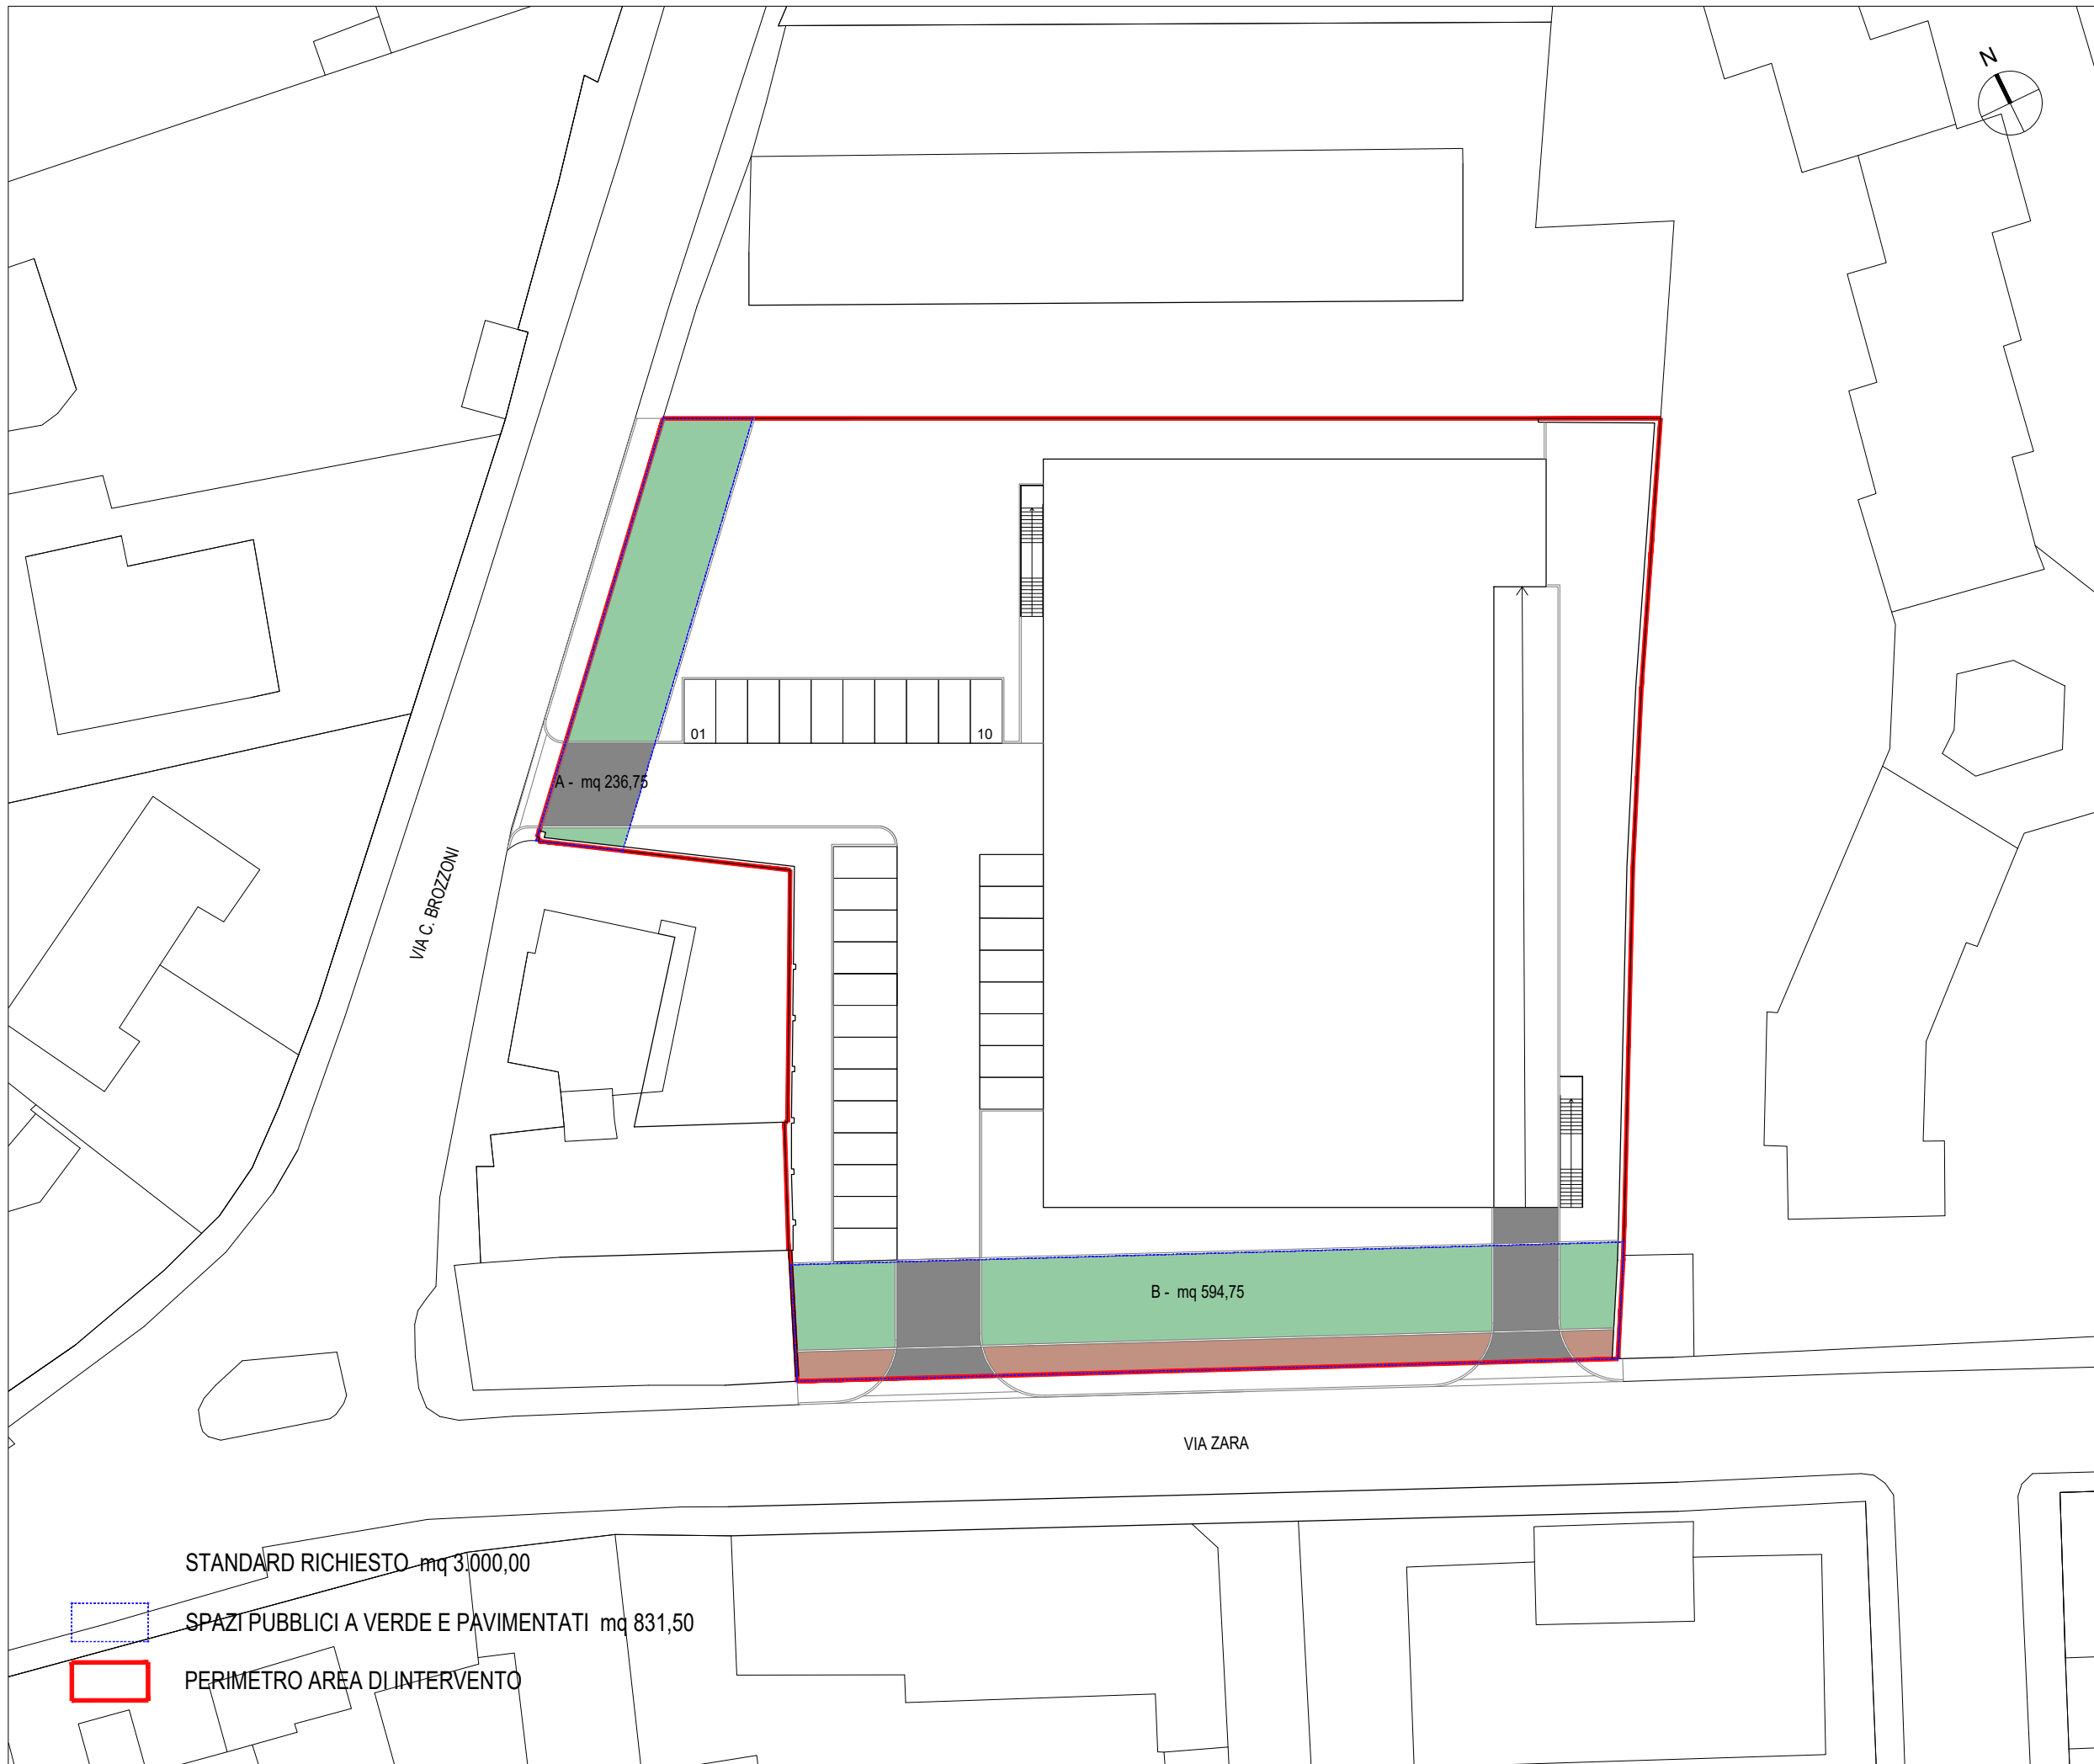 N
01
10
A - mq 236,75
VIA C. BROZZONI
B - mq 594,75
VIA ZARA
STANDARD RICHIESTO mq 3.000,00
SPAZI PUBBLICI A VERDE E PAVIMENTATI mq 831,50
PERIMETRO AREA DI INTERVENTO